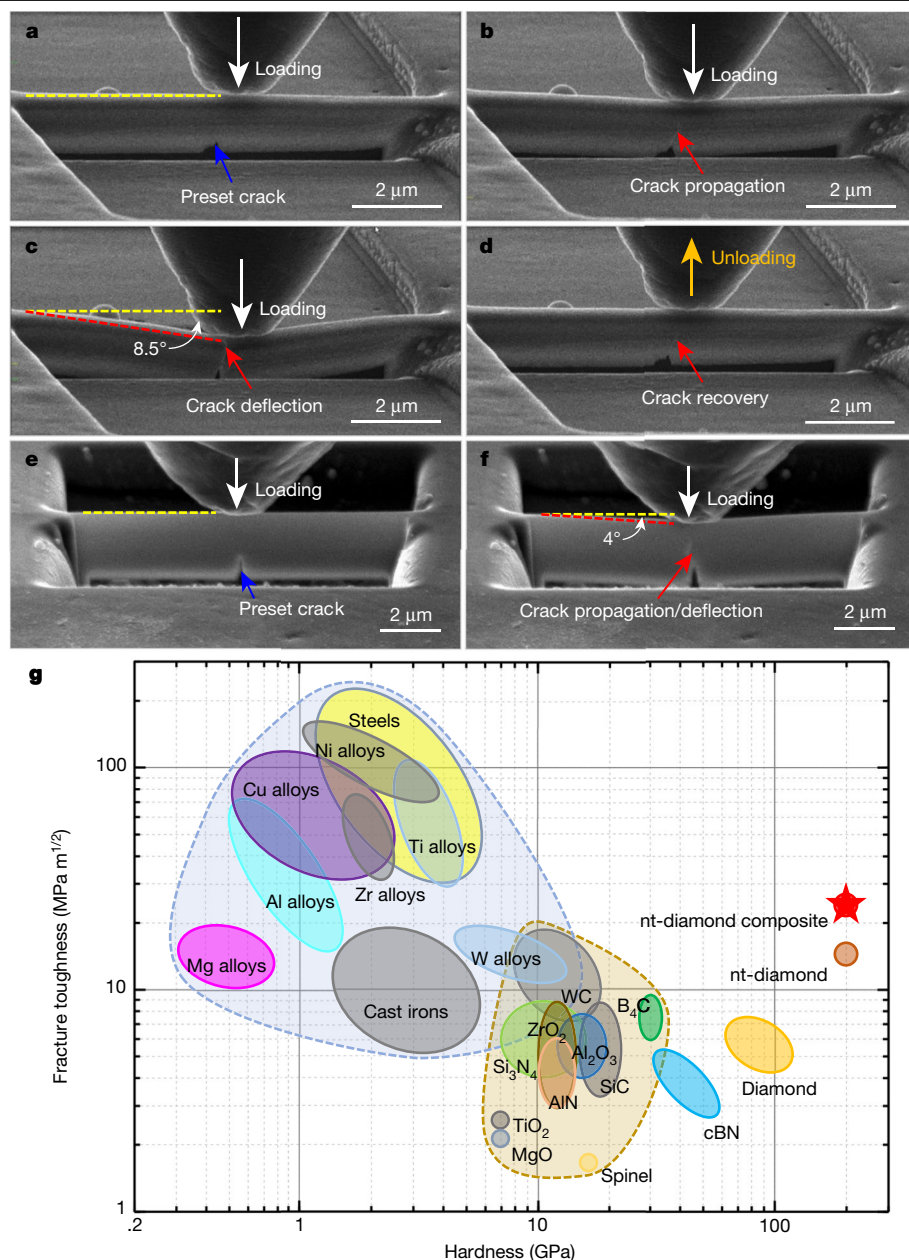 a
Loading
Preset crack
2 μm
b
Loading
Crack propagation
2 μm
c
Loading
8.5°
Crack deflection
2 μm
d
Unloading
Crack recovery
2 μm
e
Loading
Preset crack
2 μm
f
Loading
4°
Crack propagation/deflection
2 μm
g
Fracture toughness (MPa m1/2)
100
10
1
Steels
Ni alloys
Cu alloys
Ti alloys
Zr alloys
Al alloys
Mg alloys
W alloys
Cast irons
nt-diamond composite
nt-diamond
WC
B4C
ZrO2
Al2O3
Si3N4
SiC
AlN
Diamond
cBN
TiO2
MgO
Spinel
.2
1
10
100
Hardness (GPa)